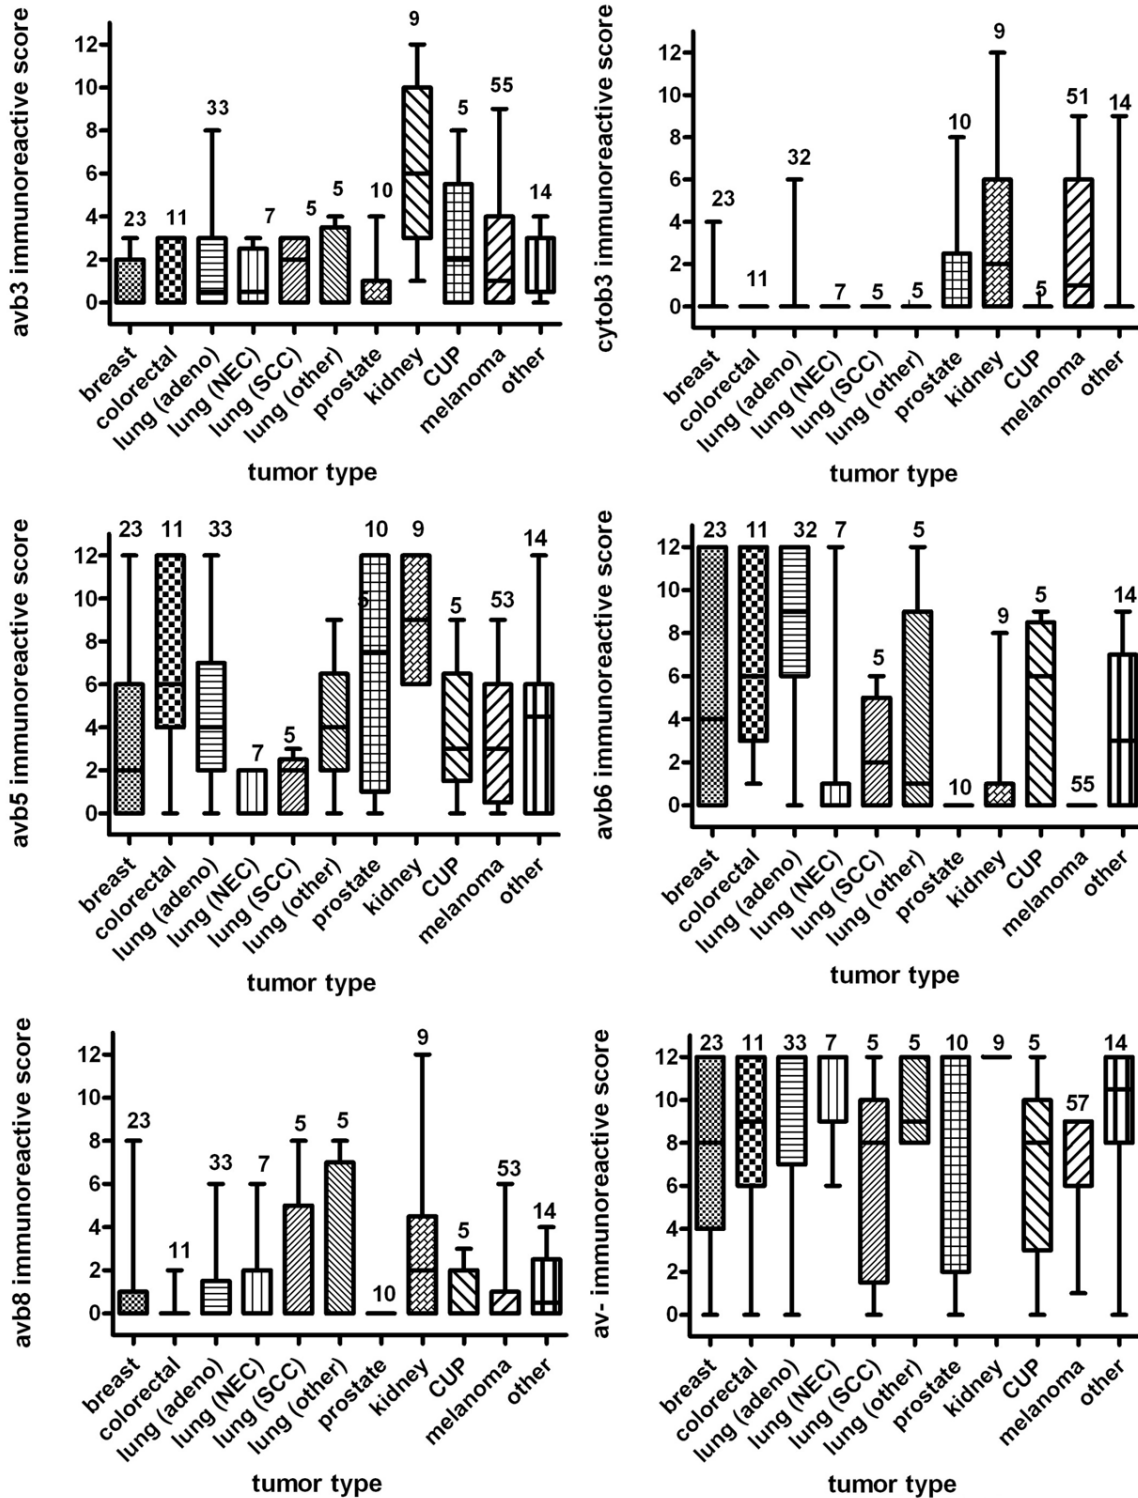 avb3 immunoreactive score
12
10
8
6
4
2
0
23
11
33
7
5
5
10
9
5
55
14
breast
colorectal
lung (adeno)
lung (NEC)
lung (SCC)
lung (other)
prostate
kidney
CUP
melanoma
other
tumor type
cytob3 immunoreactive score
12
10
8
6
4
2
0
23
11
32
7
5
5
10
9
5
51
14
breast
colorectal
lung (adeno)
lung (NEC)
lung (SCC)
lung (other)
prostate
kidney
CUP
melanoma
other
tumor type
avb5 immunoreactive score
12
10
8
6
4
2
0
23
11
33
7
5
5
10
9
5
53
14
breast
colorectal
lung (adeno)
lung (NEC)
lung (SCC)
lung (other)
prostate
kidney
CUP
melanoma
other
tumor type
avb6 immunoreactive score
12
10
8
6
4
2
0
23
11
32
7
5
5
10
9
5
55
14
breast
colorectal
lung (adeno)
lung (NEC)
lung (SCC)
lung (other)
prostate
kidney
CUP
melanoma
other
tumor type
avb8 immunoreactive score
12
10
8
6
4
2
0
23
11
33
7
5
5
10
9
5
53
14
breast
colorectal
lung (adeno)
lung (NEC)
lung (SCC)
lung (other)
prostate
kidney
CUP
melanoma
other
tumor type
av- immunoreactive score
12
10
8
6
4
2
0
23
11
33
7
5
5
10
9
5
57
14
breast
colorectal
lung (adeno)
lung (NEC)
lung (SCC)
lung (other)
prostate
kidney
CUP
melanoma
other
tumor type